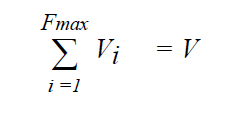 Fmax
∑ Vi = V
i =1